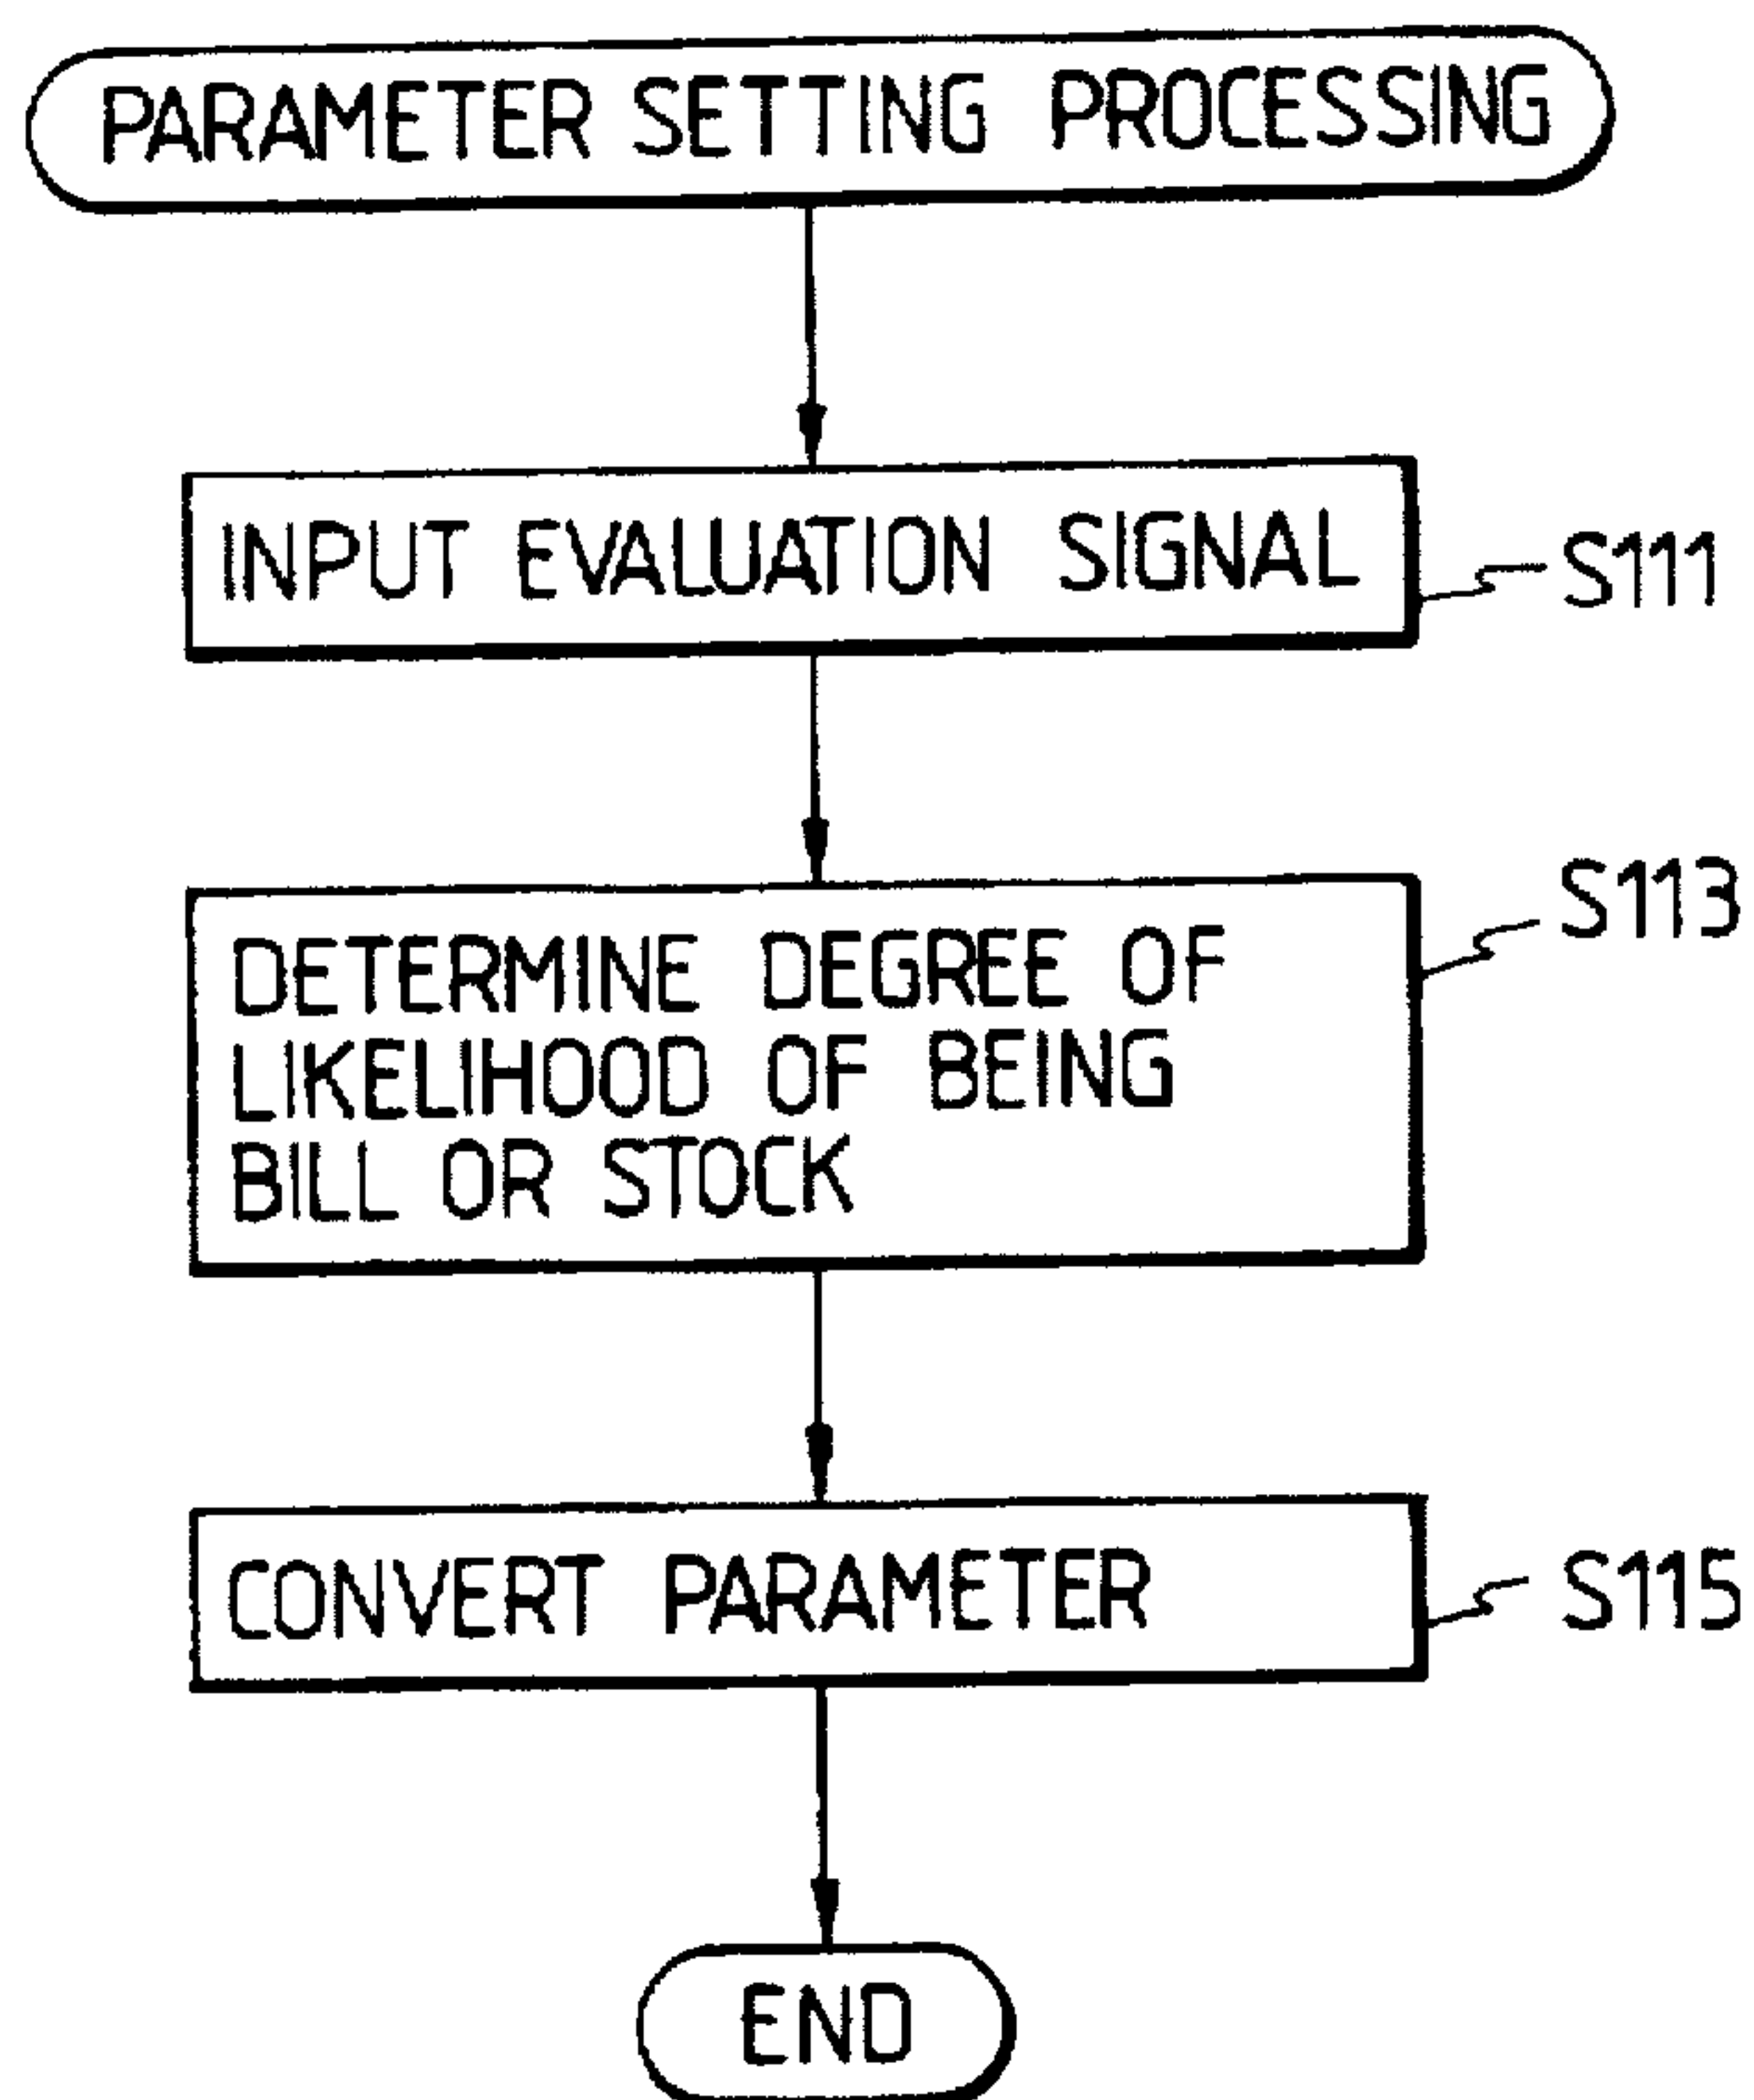 PARAMETER SETTING PROCESSING
INPUT EVALUATION SIGNAL
S111
DETERMINE DEGREE OF
LIKELIHOOD OF BEING
BILL OR STOCK
S113
CONVERT PARAMETER
S115
END